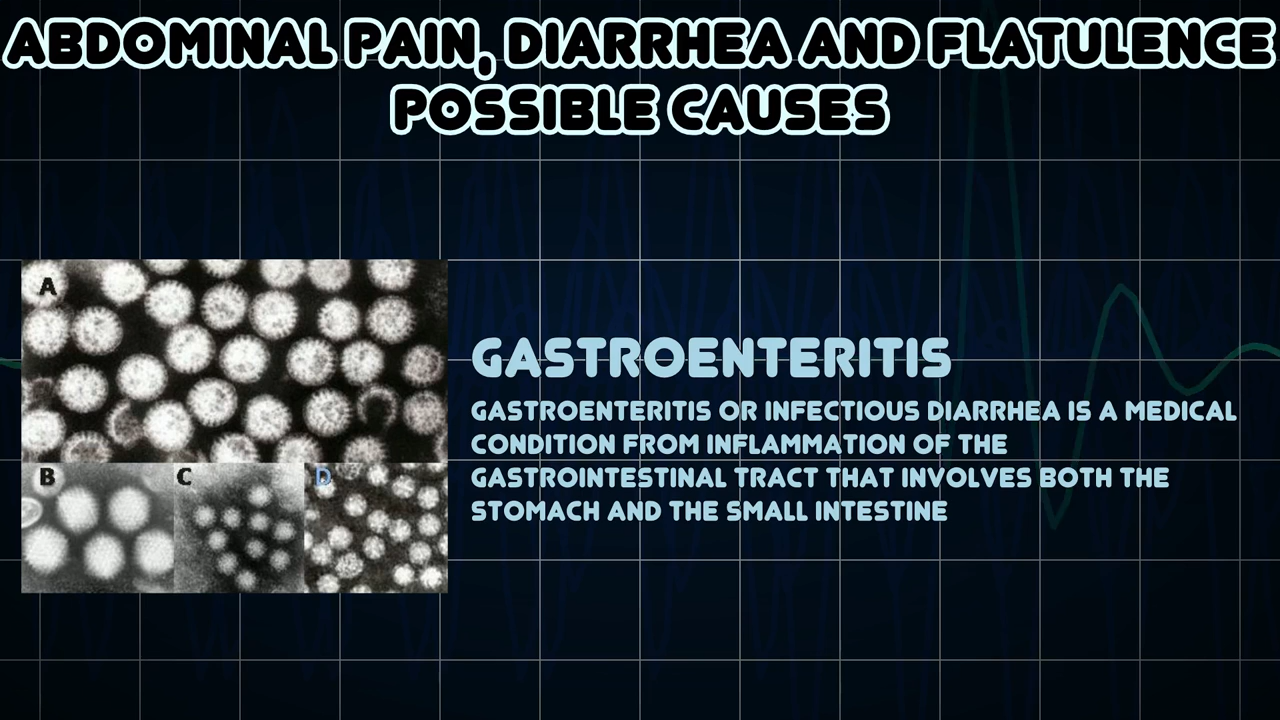 ABDOMINAL PAIN, DIARRHEA AND FLATULENCE
POSSIBLE CAUSES
A
B C D
GASTROENTERITIS
GASTROENTERITIS OR INFECTIOUS DIARRHEA IS A MEDICAL
CONDITION FROM INFLAMMATION OF THE
GASTROINTESTINAL TRACT THAT INVOLVES BOTH THE
STOMACH AND THE SMALL INTESTINE